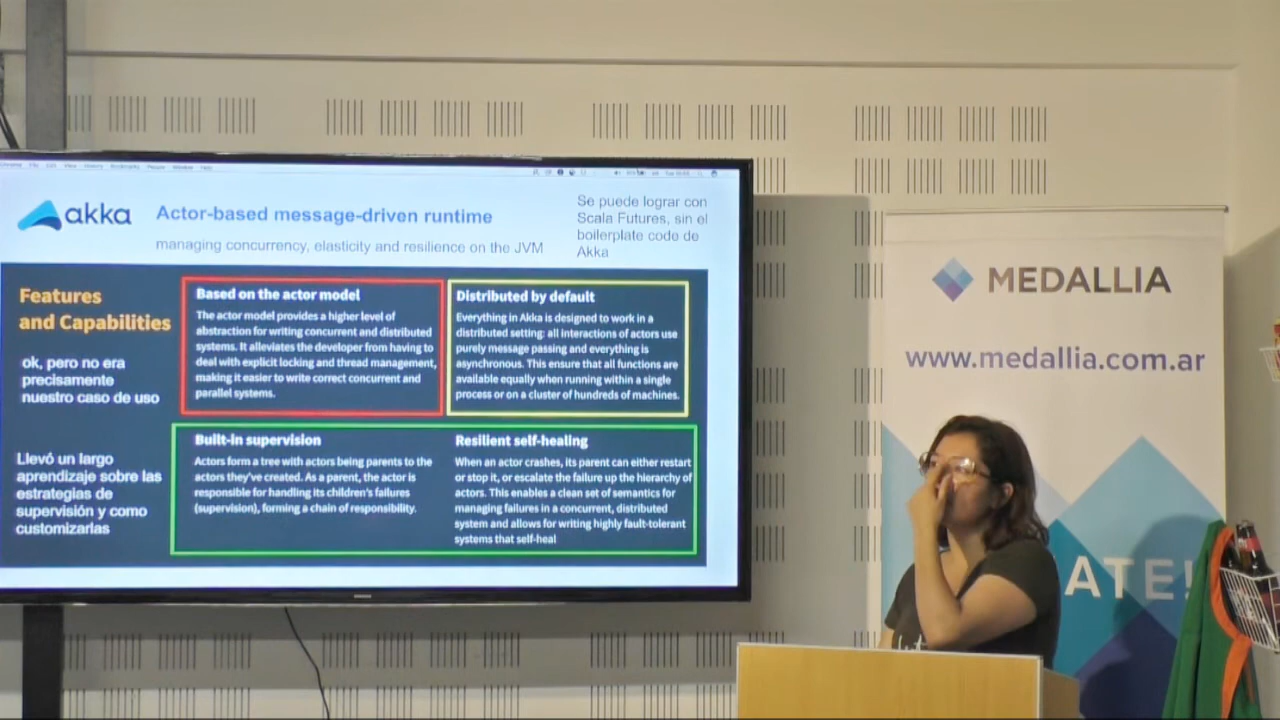 akka
Actor-based message-driven runtime
managing concurrency, elasticity and resilience on the JVM
Se puede lograr con
Scala Futures, sin el
boilerplate code de
Akka
Features
and Capabilities
ok, pero no era
precisamente
nuestro caso de uso
Based on the actor model
The actor model provides a higher level of
abstraction for writing concurrent and distributed
systems. It alleviates the developer from having to
deal with explicit locking and thread management,
making it easier to write correct concurrent and
parallel systems.
Distributed by default
Everything in Akka is designed to work in a
distributed setting: all interactions of actors use
purely message passing and everything is
asynchronous. This ensure that all functions are
available equally when running within a single
process or on a cluster of hundreds of machines.
Llevó un largo
aprendizaje sobre las
estrategias de
supervisión y como
customizarlas
Built-in supervision
Actors form a tree with actors being parents to the
actors they've created. As a parent, the actor is
responsible for handling its children's failures
(supervision), forming a chain of responsibility.
Resilient self-healing
When an actor crashes, its parent can either restart
or stop it, or escalate the failure up the hierarchy of
actors. This enables a clean set of semantics for
managing failures in a concurrent, distributed
system and allows for writing highly fault-tolerant
systems that self-heal
MEDALLIA
www.medallia.com.ar
ATE!